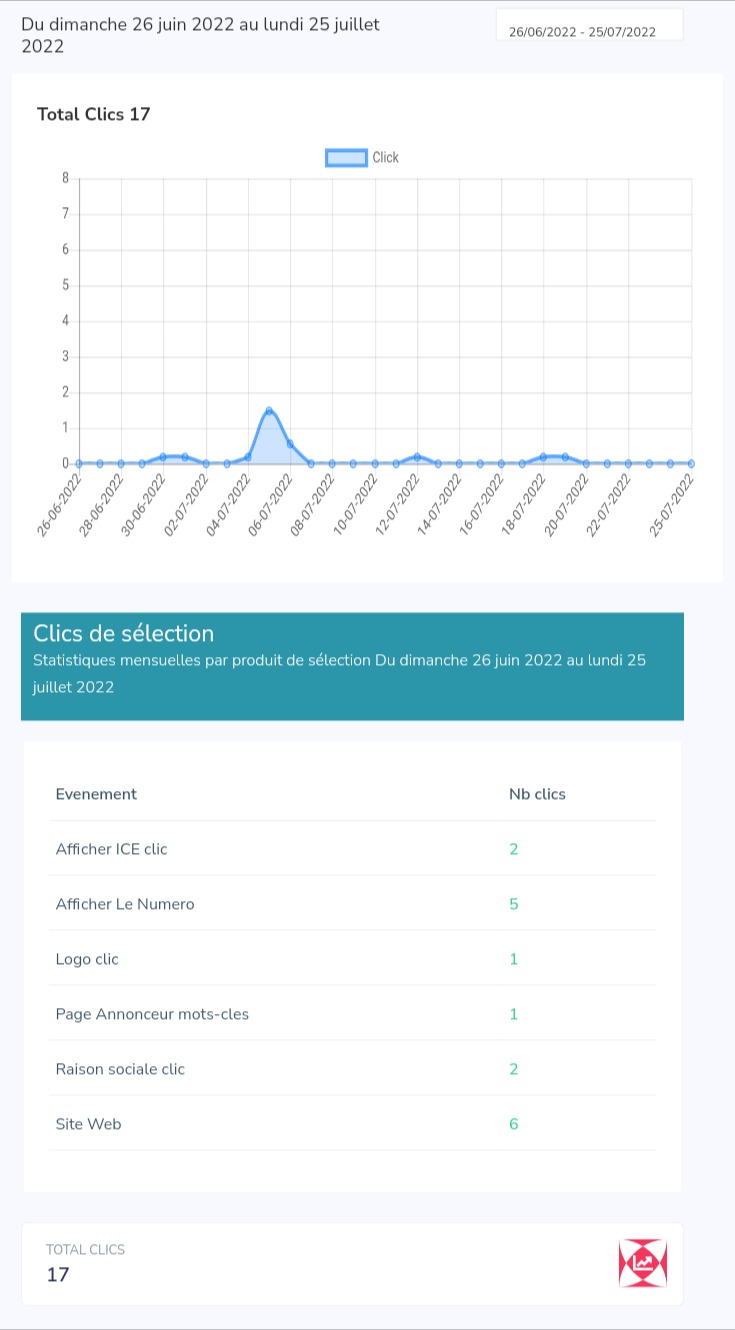 Du dimanche 26 juin 2022 au lundi 25 juillet
2022
26/06/2022 - 25/07/2022
Total Clics 17
Click
8
7
6
5
4
3
2
1
0
26-06-2022
28-06-2022
30-06-2022
02-07-2022
04-07-2022
06-07-2022
08-07-2022
10-07-2022
12-07-2022
14-07-2022
16-07-2022
18-07-2022
20-07-2022
22-07-2022
25-07-2022
Clics de sélection
Statistiques mensuelles par produit de sélection Du dimanche 26 juin 2022 au lundi 25
juillet 2022
Evenement Nb clics
Afficher ICE clic 2
Afficher Le Numero 5
Logo clic 1
Page Annonceur mots-cles 1
Raison sociale clic 2
Site Web 6
TOTAL CLICS
17